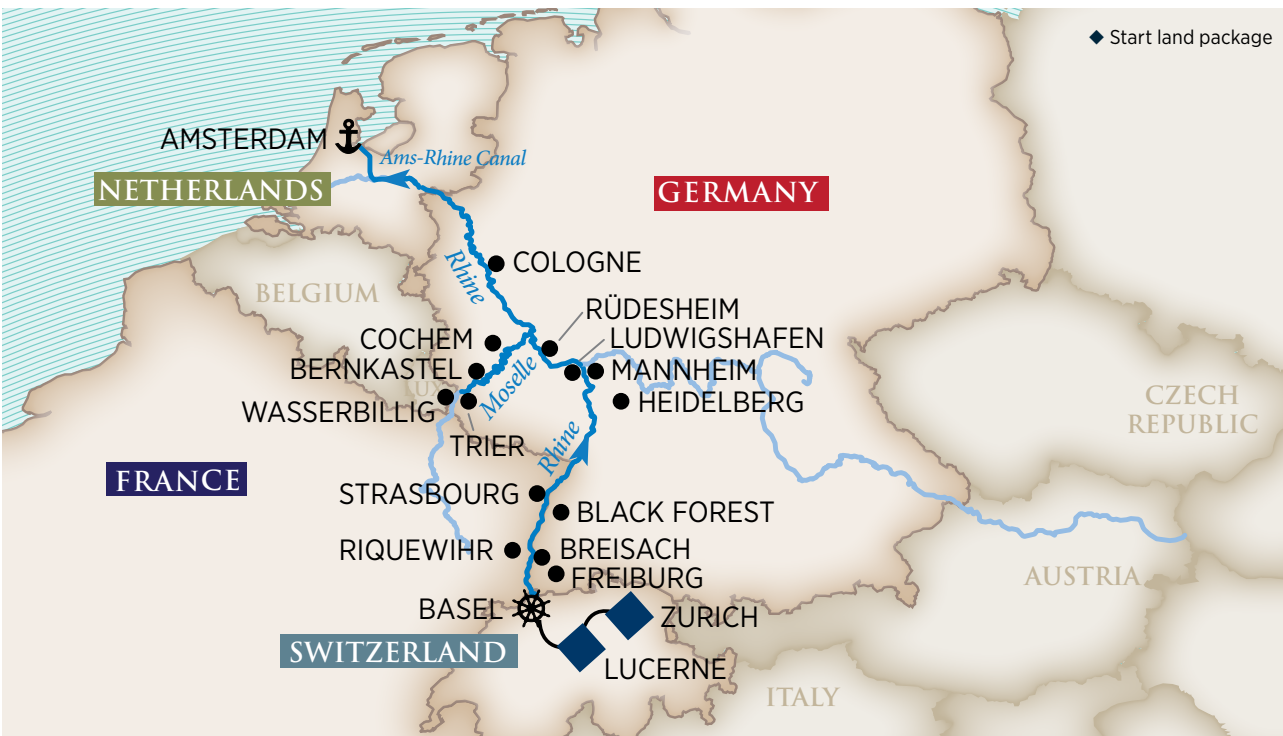 Start land package
AMSTERDAM
Ams-Rhine Canal
NETHERLANDS
GERMANY
Rhine
COLOGNE
BELGIUM
RÜDESHEIM
COCHEM
LUDWIGSHAFEN
BERNKASTEL
MANNHEIM
Moselle
WASSERBILLIG
HEIDELBERG
CZECH
REPUBLIC
TRIER
Rhine
FRANCE
STRASBOURG
BLACK FOREST
RIQUEWIHR
BREISACH
FREIBURG
AUSTRIA
BASEL
ZURICH
SWITZERLAND
LUCERNE
ITALY